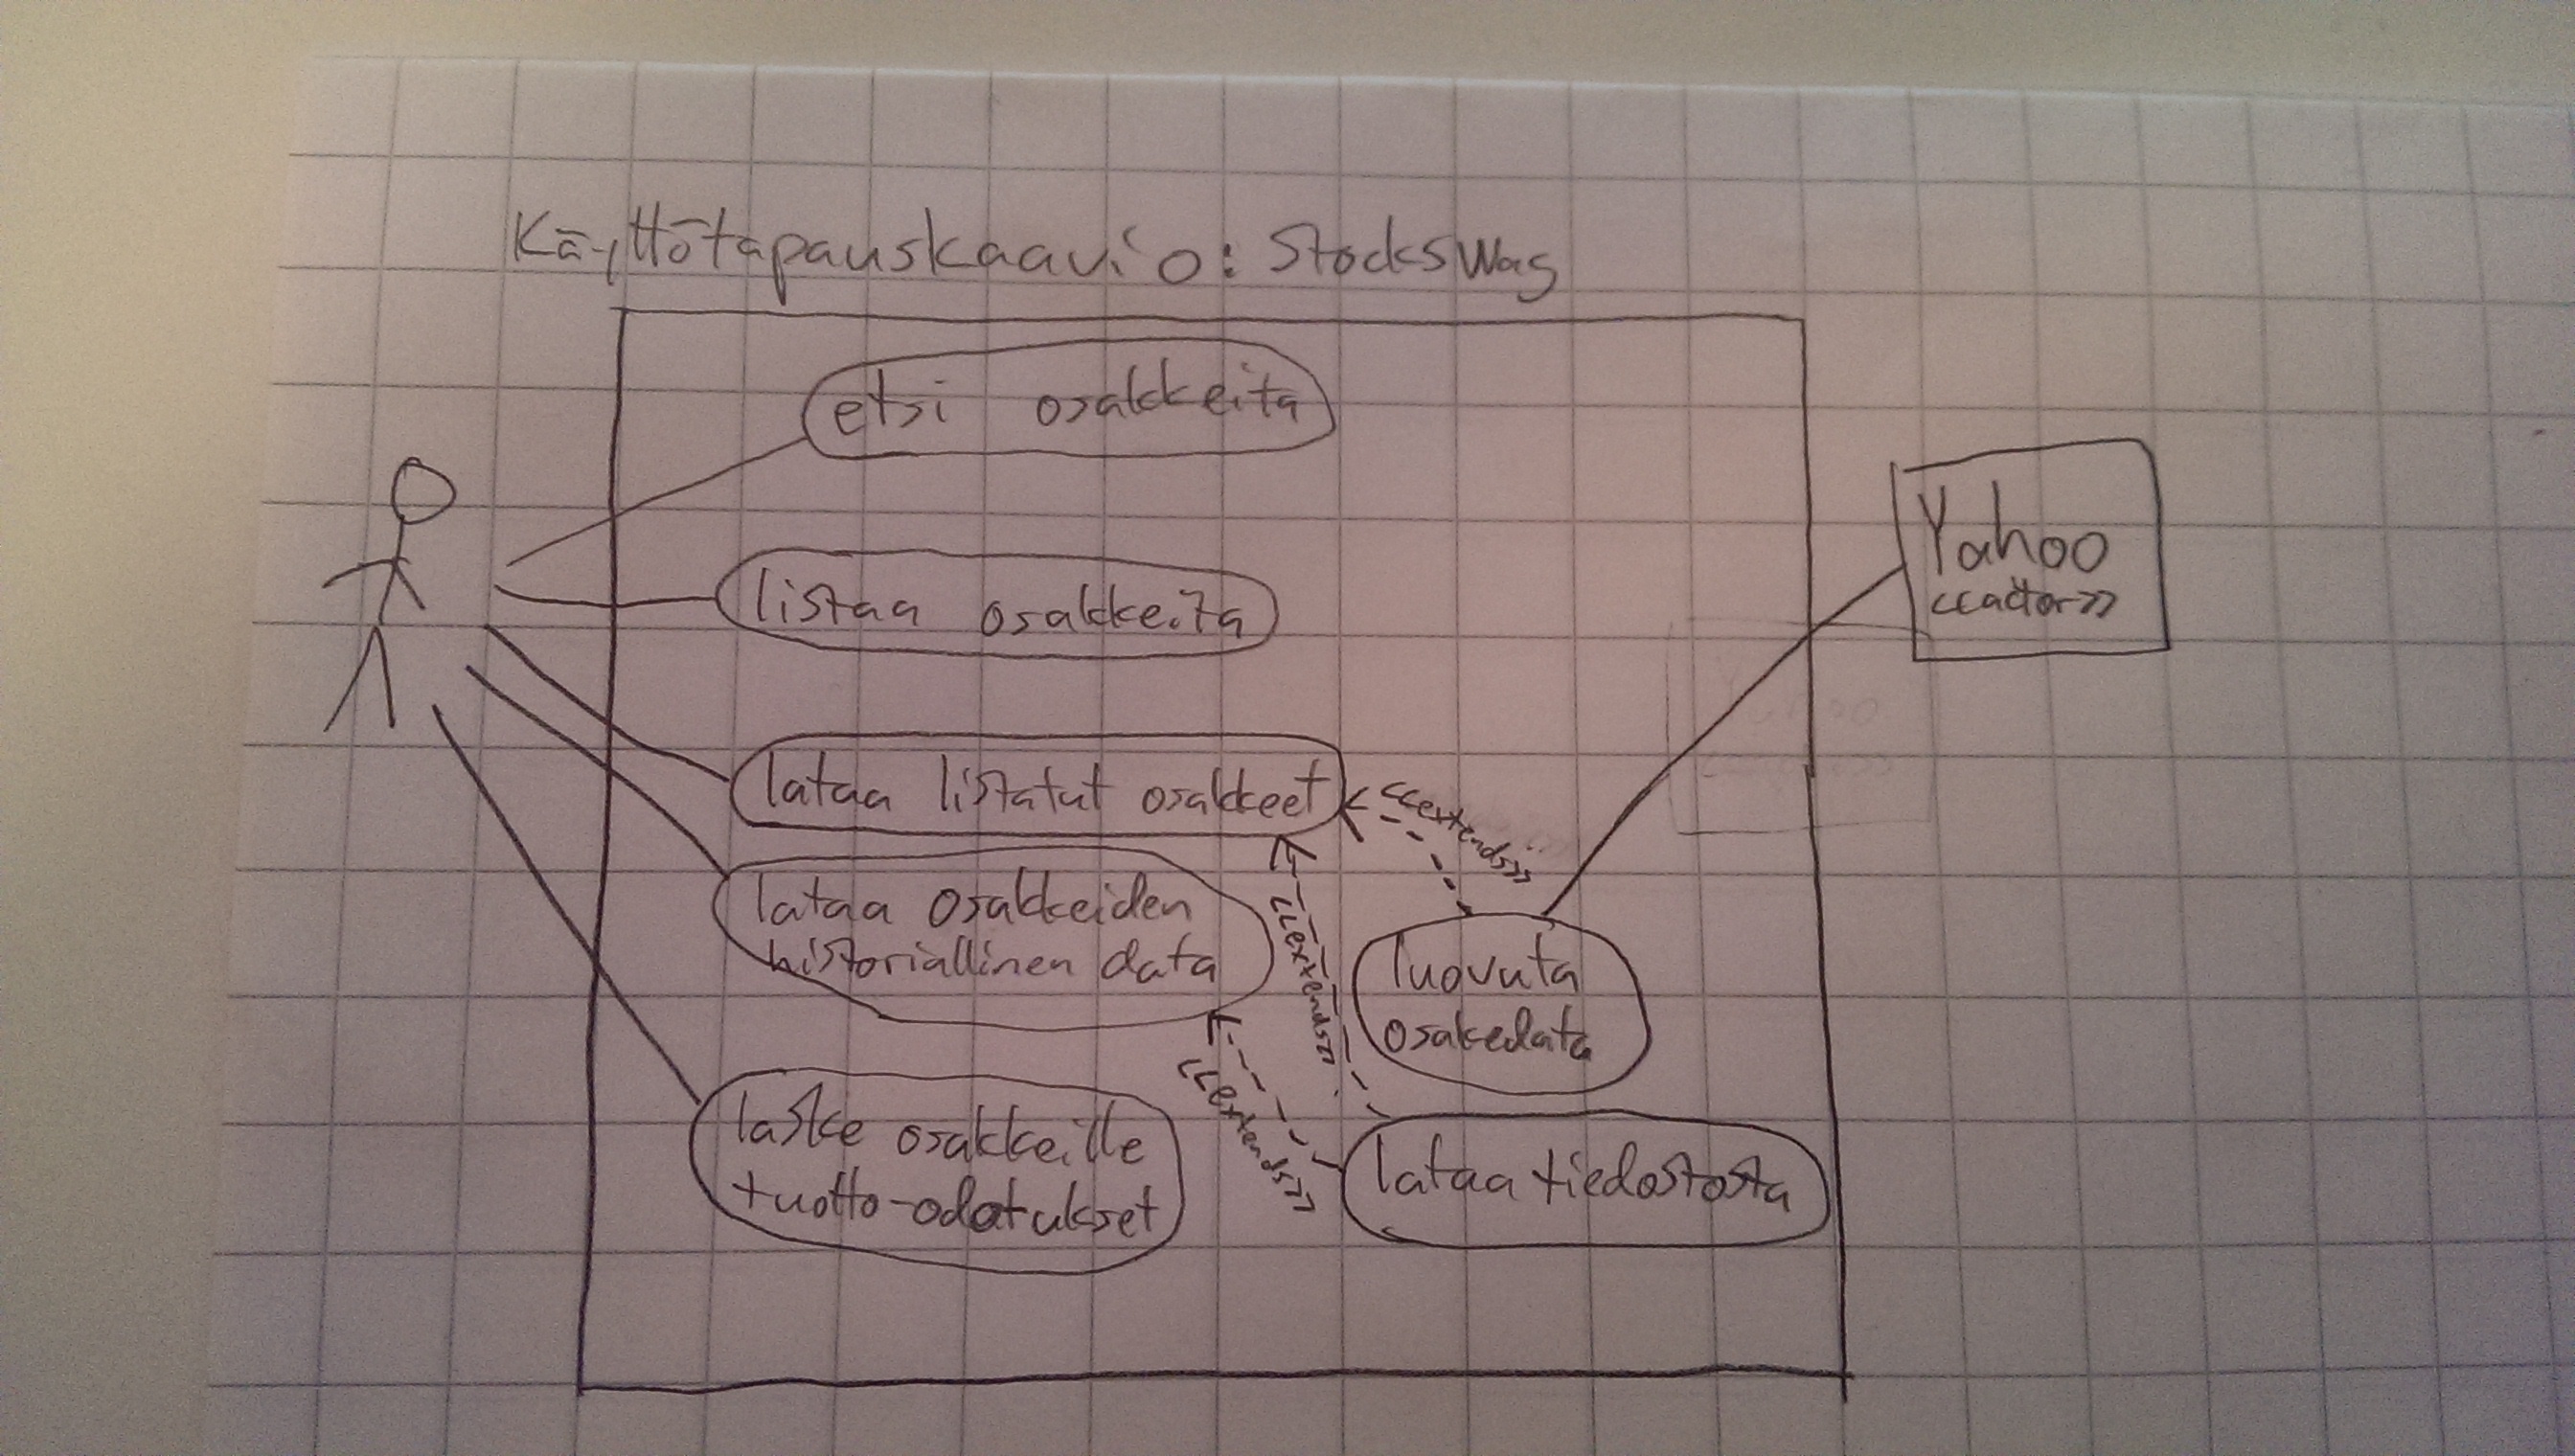 Käyttötapauskaavio: StockSwag
etsi osakkeita
listaa osakkeita
Yahoo
<<actor>>
lataa listatut osakkeet
<<extends>>
lataa osakkeiden
historiallinen data
<<extends>>
luovuta
osakedata
<<extends>>
laske osakkeille
tuotto-odotukset
lataa tiedostosta